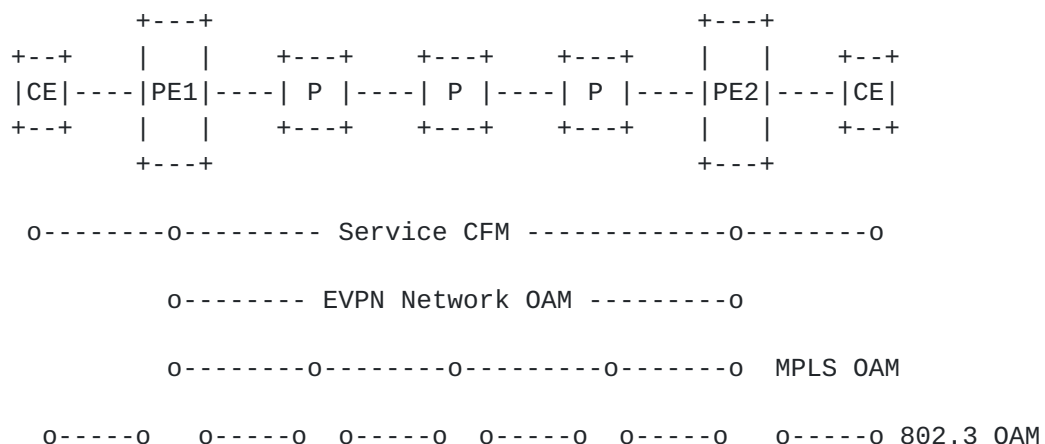 +---+                               +---+
+--+    |   |    +---+    +---+    +---+    |   |    +--+
|CE|----|PE1|----| P |----| P |----| P |----|PE2|----|CE|
+--+    |   |    +---+    +---+    +---+    |   |    +--+
            +---+                               +---+
o--------o--------- Service CFM -------------o--------o
o-------- EVPN Network OAM ---------o
o--------o--------o---------o-------o  MPLS OAM
o-----o   o-----o  o-----o  o-----o  o-----o   o-----o 802.3 OAM